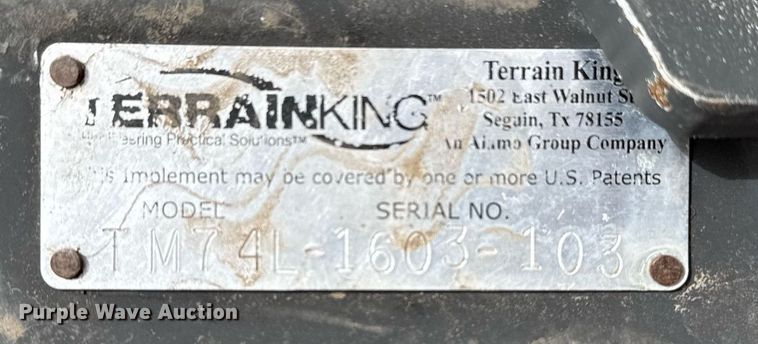 TERRAINKING™
Engineering Practical Solutions™
Terrain King
1502 East Walnut St
Seguin, Tx 78155
An Alamo Group Company
This implement may be covered by one or more U.S. Patents
MODEL SERIAL NO.
TM74L-1603-103
Purple Wave Auction